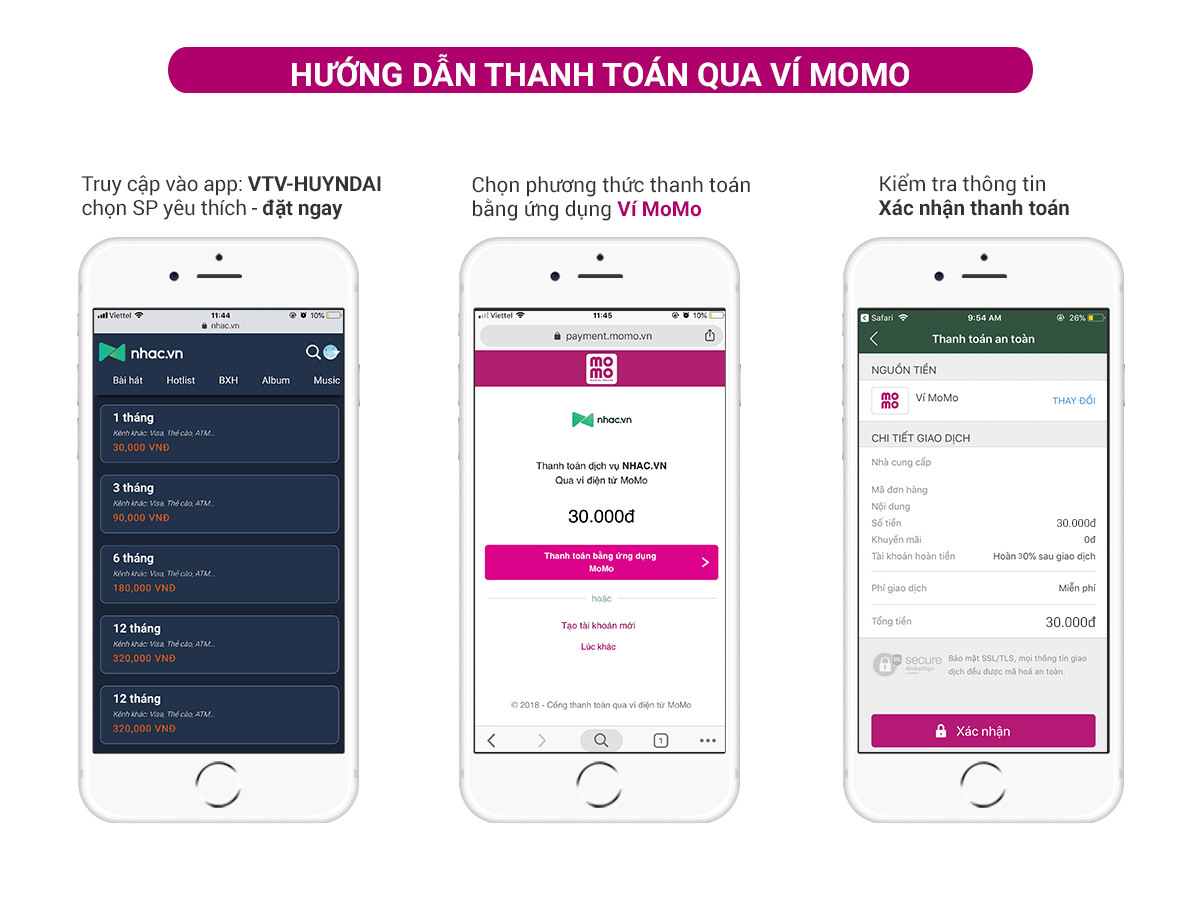 HƯỚNG DẪN THANH TOÁN QUA VÍ MOMO
Truy cập vào app: VTV-HUYNDAI
chọn SP yêu thích - đặt ngay
Viettel 11:44 10%
nhac.vn
nhac.vn
Bài hát Hotlist BXH Album Music
1 tháng
Kênh khác: Visa, Thẻ cào, ATM...
30,000 VNĐ
3 tháng
Kênh khác: Visa, Thẻ cào, ATM...
90,000 VNĐ
6 tháng
Kênh khác: Visa, Thẻ cào, ATM...
180,000 VNĐ
12 tháng
Kênh khác: Visa, Thẻ cào, ATM...
320,000 VNĐ
12 tháng
Kênh khác: Visa, Thẻ cào, ATM...
320,000 VNĐ
Chọn phương thức thanh toán
bằng ứng dụng Ví MoMo
Viettel 11:45 10%
payment.momo.vn
mo
mo
mobile money
nhac.vn
Thanh toán dịch vụ NHAC.VN
Qua ví điện tử MoMo
30.000đ
Thanh toán bằng ứng dụng
MoMo
hoặc
Tạo tài khoản mới
Lúc khác
© 2018 - Cổng thanh toán qua ví điện tử MoMo
1
Kiểm tra thông tin
Xác nhận thanh toán
Safari 9:54 AM 26%
Thanh toán an toàn
NGUỒN TIỀN
mo
mo
Ví MoMo THAY ĐỔI
CHI TIẾT GIAO DỊCH
Nhà cung cấp
Mã đơn hàng
Nội dung
Số tiền 30.000đ
Khuyến mãi 0đ
Tài khoản hoàn tiền Hoàn 30% sau giao dịch
Phí giao dịch Miễn phí
Tổng tiền 30.000đ
SSL secure
GlobalSign
Bảo mật SSL/TLS, mọi thông tin giao
dịch đều được mã hoá an toàn.
Xác nhận